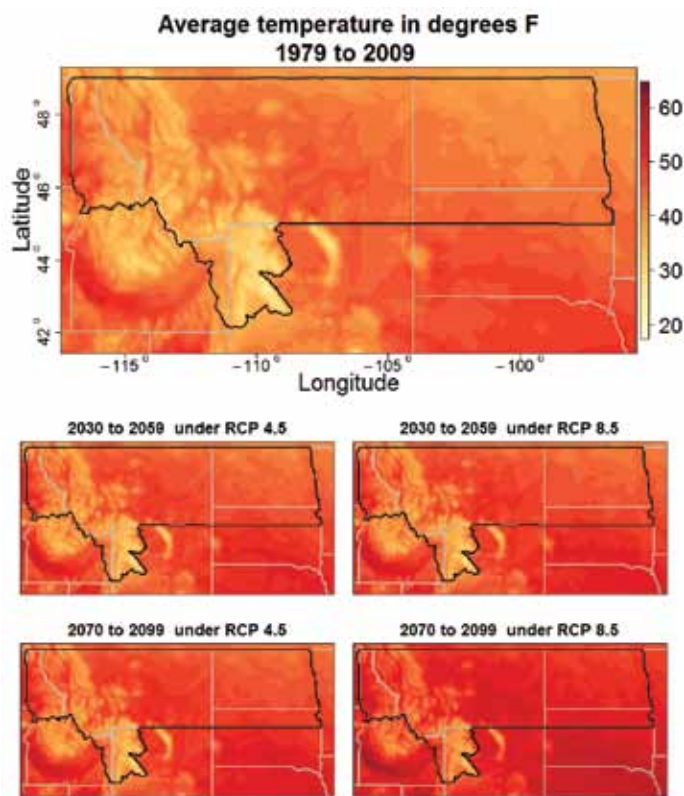 Average temperature in degrees F
1979 to 2009
Latitude
48°
46°
44°
42°
60
50
40
30
20
-115°
-110°
-105°
-100°
Longitude
2030 to 2059 under RCP 4.5
2030 to 2059 under RCP 8.5
2070 to 2099 under RCP 4.5
2070 to 2099 under RCP 8.5